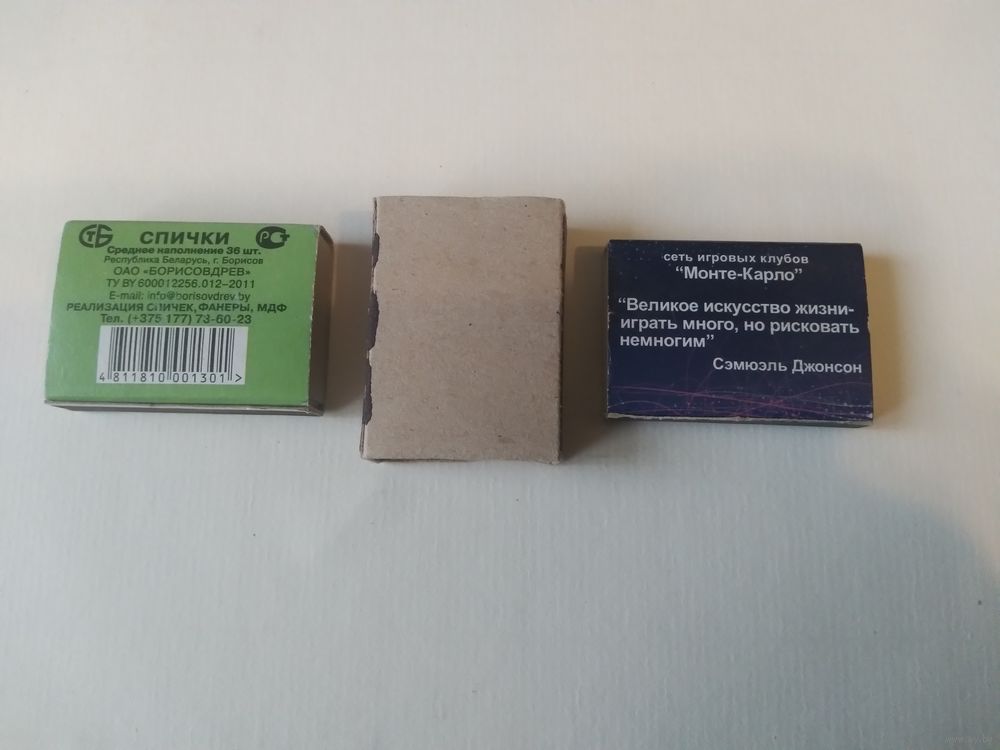 СТБ СПИЧКИ РСТ
Среднее наполнение 36 шт.
Республика Беларусь, г. Борисов
ОАО «БОРИСОВДРЕВ»
ТУ BY 600012256.012–2011
E-mail: info@borisovdrev.by
РЕАЛИЗАЦИЯ СПИЧЕК, ФАНЕРЫ, МДФ
Тел. (+375 177) 73-60-23
4 811810 001301 >
сеть игровых клубов
“Монте-Карло”
“Великое искусство жизни-
играть много, но рисковать
немногим”
Сэмюэль Джонсон